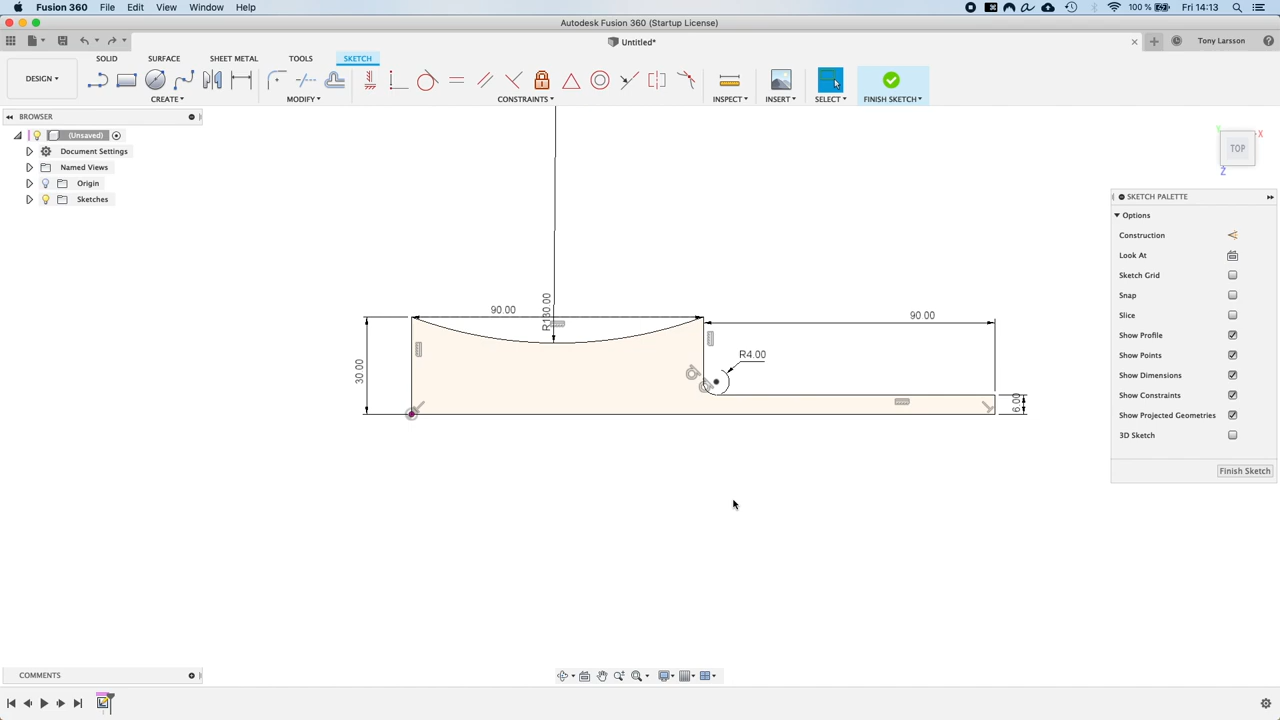 Fusion 360 File Edit View Window Help 100 % Fri 14:13
Autodesk Fusion 360 (Startup License)
Untitled* Tony Larsson
SOLID SURFACE SHEET METAL TOOLS SKETCH
DESIGN
CREATE MODIFY CONSTRAINTS INSPECT INSERT SELECT FINISH SKETCH
BROWSER
(Unsaved)
Document Settings
Named Views
Origin
Sketches
TOP
X
Y
Z
SKETCH PALETTE
Options
Construction
Look At
Sketch Grid
Snap
Slice
Show Profile
Show Points
Show Dimensions
Show Constraints
Show Projected Geometries
3D Sketch
Finish Sketch
90.00
R130.00
90.00
30.00
R4.00
6.00
COMMENTS